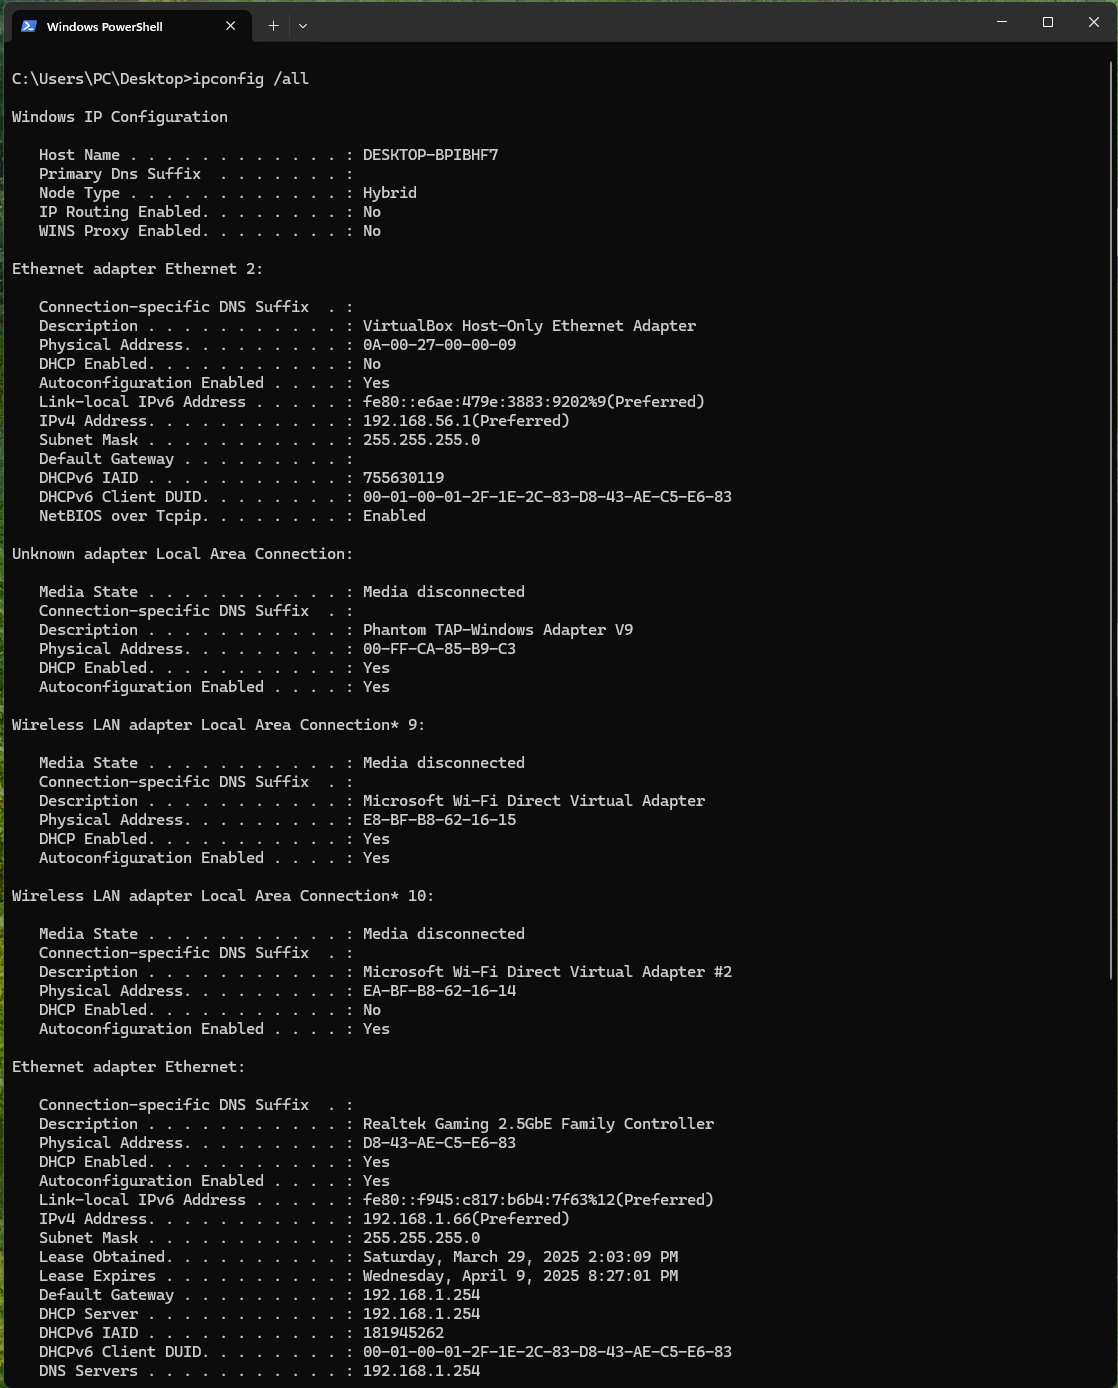 Windows PowerShell
C:\Users\PC\Desktop>ipconfig /all
Windows IP Configuration
Host Name . . . . . . . . . . . . : DESKTOP-BPIBHF7
Primary Dns Suffix  . . . . . . . :
Node Type . . . . . . . . . . . . : Hybrid
IP Routing Enabled. . . . . . . . : No
WINS Proxy Enabled. . . . . . . . : No
Ethernet adapter Ethernet 2:
Connection-specific DNS Suffix  . :
Description . . . . . . . . . . . : VirtualBox Host-Only Ethernet Adapter
Physical Address. . . . . . . . . : 0A-00-27-00-00-09
DHCP Enabled. . . . . . . . . . . : No
Autoconfiguration Enabled . . . . : Yes
Link-local IPv6 Address . . . . . : fe80::e6ae:479e:3883:9202%9(Preferred)
IPv4 Address. . . . . . . . . . . : 192.168.56.1(Preferred)
Subnet Mask . . . . . . . . . . . : 255.255.255.0
Default Gateway . . . . . . . . . :
DHCPv6 IAID . . . . . . . . . . . : 755630119
DHCPv6 Client DUID. . . . . . . . : 00-01-00-01-2F-1E-2C-83-D8-43-AE-C5-E6-83
NetBIOS over Tcpip. . . . . . . . : Enabled
Unknown adapter Local Area Connection:
Media State . . . . . . . . . . . : Media disconnected
Connection-specific DNS Suffix  . :
Description . . . . . . . . . . . : Phantom TAP-Windows Adapter V9
Physical Address. . . . . . . . . : 00-FF-CA-85-B9-C3
DHCP Enabled. . . . . . . . . . . : Yes
Autoconfiguration Enabled . . . . : Yes
Wireless LAN adapter Local Area Connection* 9:
Media State . . . . . . . . . . . : Media disconnected
Connection-specific DNS Suffix  . :
Description . . . . . . . . . . . : Microsoft Wi-Fi Direct Virtual Adapter
Physical Address. . . . . . . . . : E8-BF-B8-62-16-15
DHCP Enabled. . . . . . . . . . . : Yes
Autoconfiguration Enabled . . . . : Yes
Wireless LAN adapter Local Area Connection* 10:
Media State . . . . . . . . . . . : Media disconnected
Connection-specific DNS Suffix  . :
Description . . . . . . . . . . . : Microsoft Wi-Fi Direct Virtual Adapter #2
Physical Address. . . . . . . . . : EA-BF-B8-62-16-14
DHCP Enabled. . . . . . . . . . . : No
Autoconfiguration Enabled . . . . : Yes
Ethernet adapter Ethernet:
Connection-specific DNS Suffix  . :
Description . . . . . . . . . . . : Realtek Gaming 2.5GbE Family Controller
Physical Address. . . . . . . . . : D8-43-AE-C5-E6-83
DHCP Enabled. . . . . . . . . . . : Yes
Autoconfiguration Enabled . . . . : Yes
Link-local IPv6 Address . . . . . : fe80::f945:c817:b6b4:7f63%12(Preferred)
IPv4 Address. . . . . . . . . . . : 192.168.1.66(Preferred)
Subnet Mask . . . . . . . . . . . : 255.255.255.0
Lease Obtained. . . . . . . . . . : Saturday, March 29, 2025 2:03:09 PM
Lease Expires . . . . . . . . . . : Wednesday, April 9, 2025 8:27:01 PM
Default Gateway . . . . . . . . . : 192.168.1.254
DHCP Server . . . . . . . . . . . : 192.168.1.254
DHCPv6 IAID . . . . . . . . . . . : 181945262
DHCPv6 Client DUID. . . . . . . . : 00-01-00-01-2F-1E-2C-83-D8-43-AE-C5-E6-83
DNS Servers . . . . . . . . . . . : 192.168.1.254